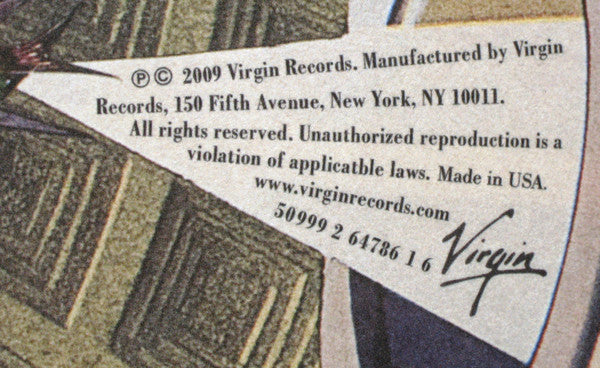 ℗ © 2009 Virgin Records. Manufactured by Virgin
Records, 150 Fifth Avenue, New York, NY 10011.
All rights reserved. Unauthorized reproduction is a
violation of applicatble laws. Made in USA.
www.virginrecords.com
50999 2 64786 1 6
Virgin